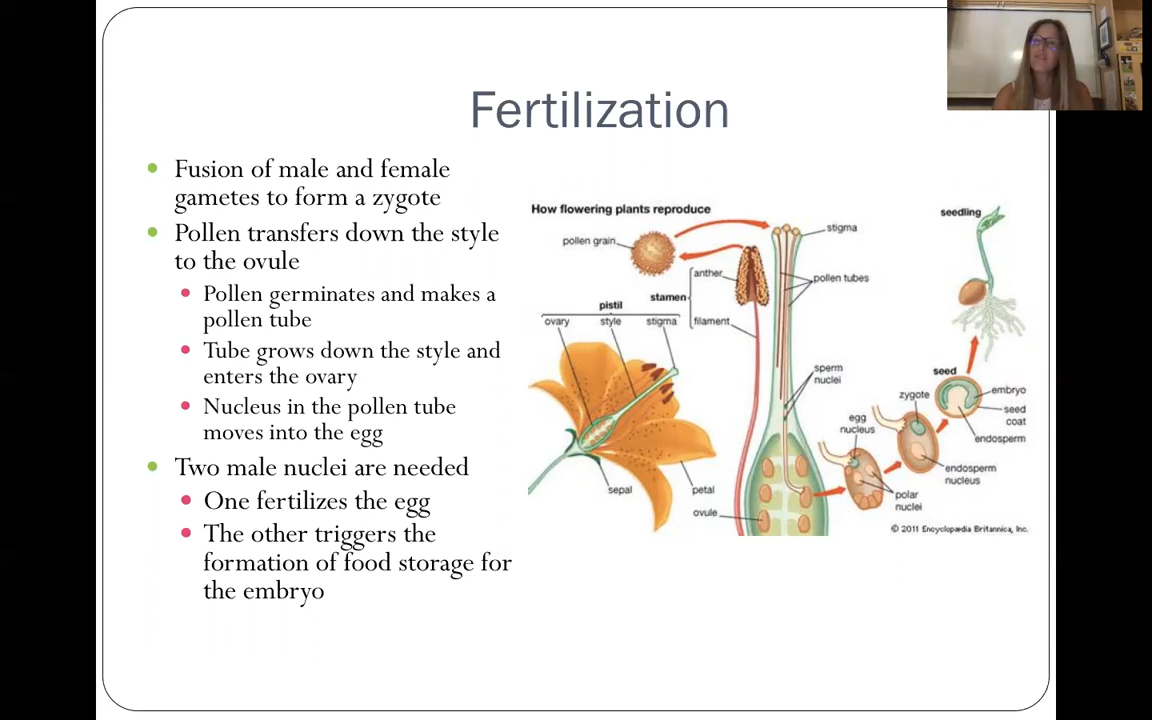 Fertilization
Fusion of male and female
gametes to form a zygote
Pollen transfers down the style
to the ovule
Pollen germinates and makes a
pollen tube
Tube grows down the style and
enters the ovary
Nucleus in the pollen tube
moves into the egg
Two male nuclei are needed
One fertilizes the egg
The other triggers the
formation of food storage for
the embryo
How flowering plants reproduce
pollen grain
anther
stamen
filament
pistil
ovary
style
stigma
sepal
petal
stigma
pollen tubes
sperm
nuclei
ovule
egg
nucleus
polar
nuclei
zygote
endosperm
nucleus
seed
embryo
seed
coat
endosperm
seedling
© 2011 Encyclopædia Britannica, Inc.